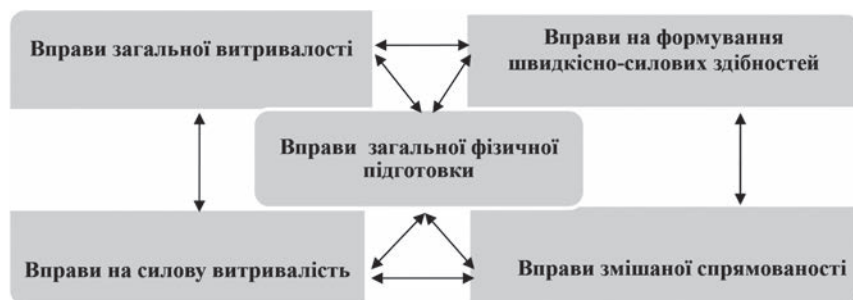 Вправи загальної витривалості
Вправи на формування
швидкісно-силових здібностей
Вправи загальної фізичної
підготовки
Вправи на силову витривалість
Вправи змішаної спрямованості